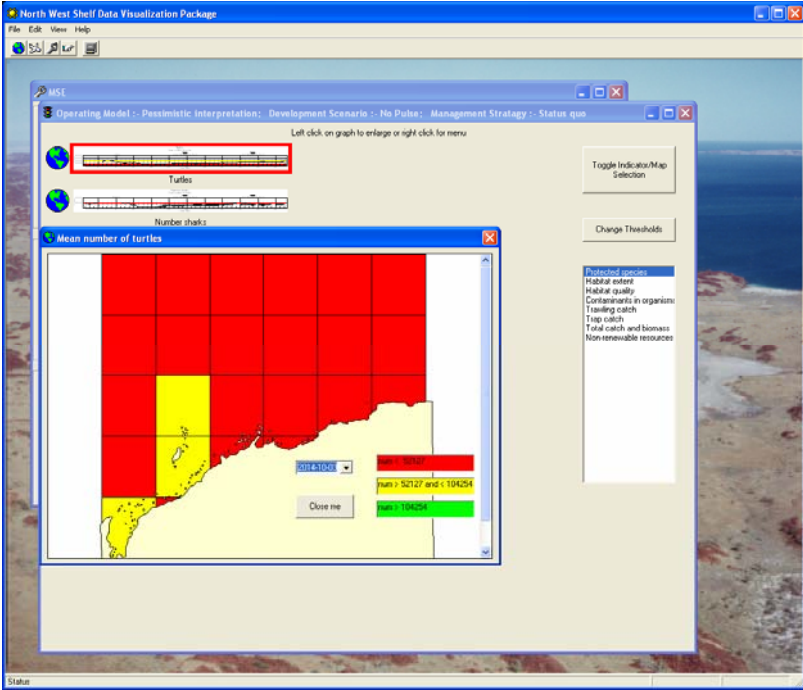 North West Shelf Data Visualization Package
File Edit View Help
MSE
Operating Model :- Pessimistic Interpretation; Development Scenario :- No Pulse; Management Stratagy :- Status quo
Left click on graph to enlarge or right click for menu
Turtles
Number sharks
Toggle Indicator/Map
Selection
Change Thresholds
Protected species
Habitat extent
Habitat quality
Contaminants in organisms
Trawling catch
Trap catch
Total catch and biomass
Non-renewable resources
Mean number of turtles
2014-10-03
num < 52127
num > 52127 and < 104254
num > 104254
Close me
Status